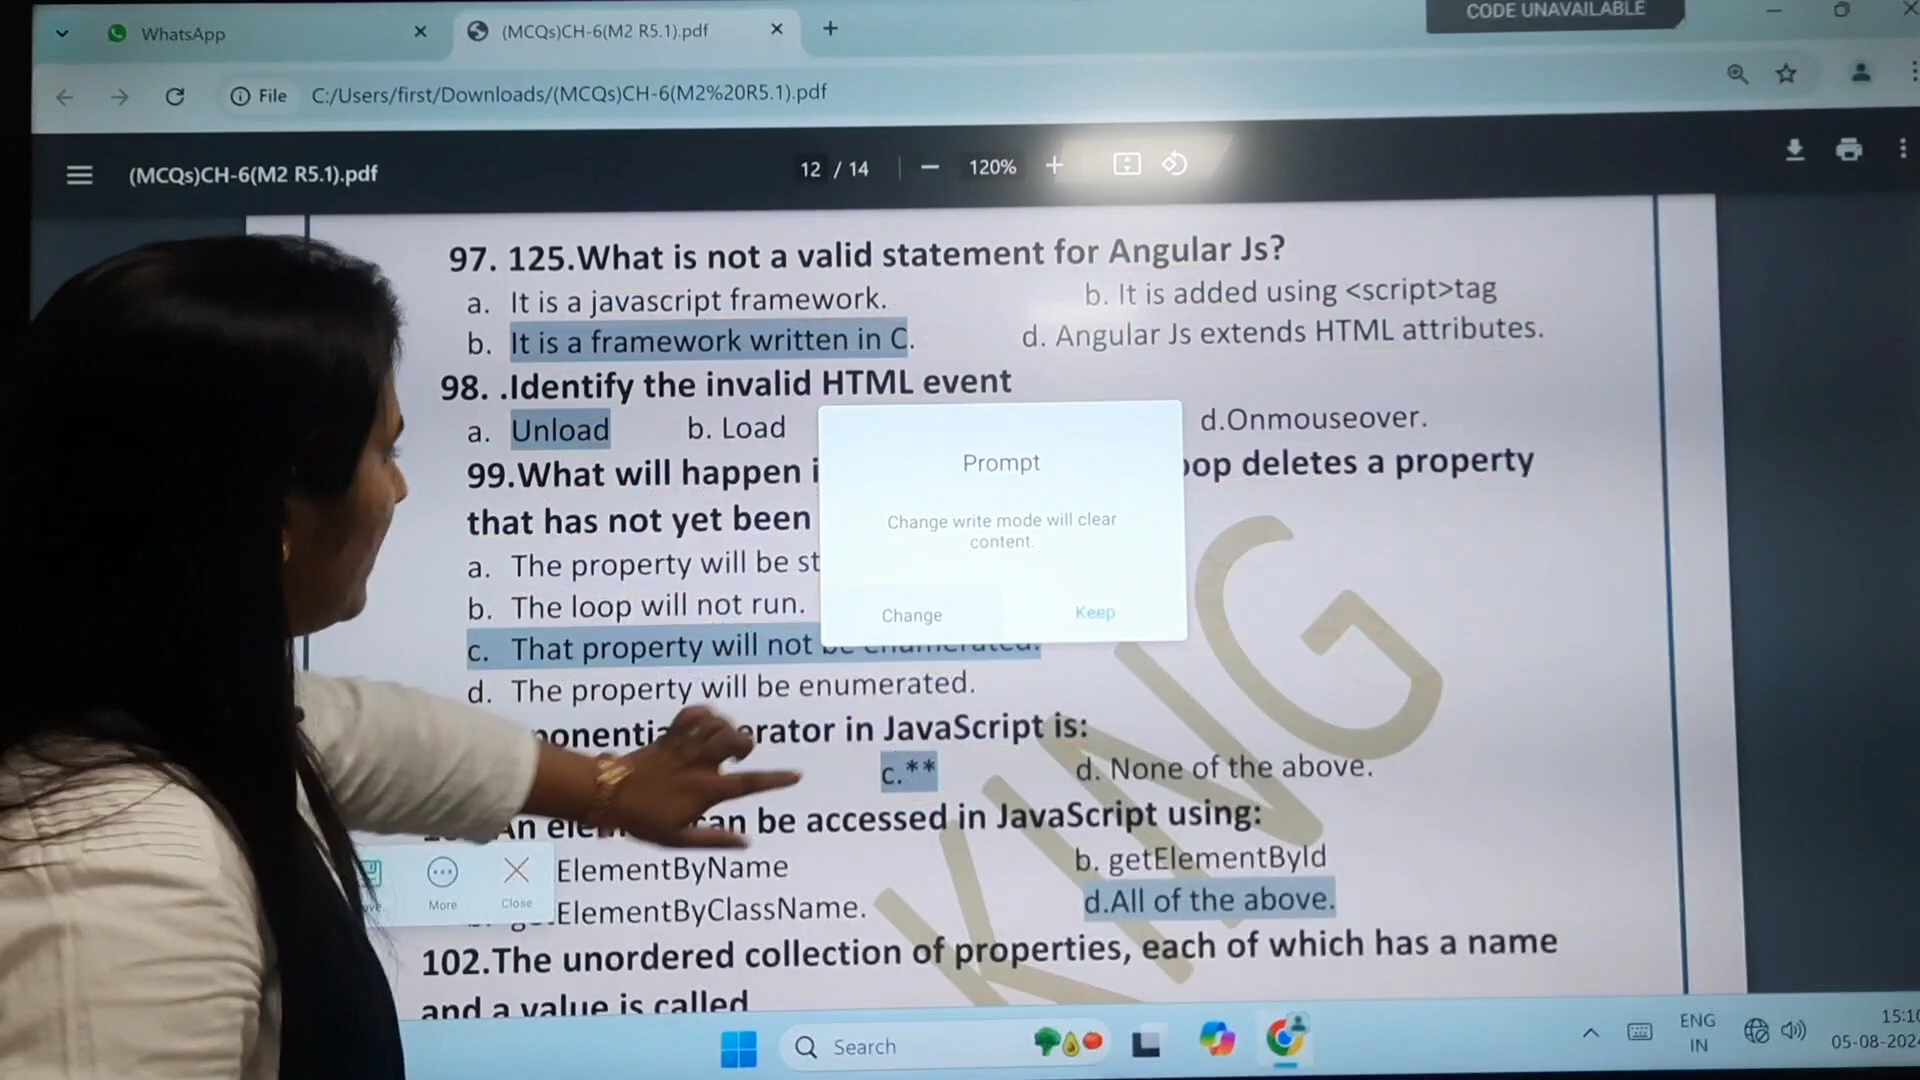 CODE UNAVAILABLE
WhatsApp
(MCQs)CH-6(M2 R5.1).pdf
File C:/Users/first/Downloads/(MCQs)CH-6(M2%20R5.1).pdf
(MCQs)CH-6(M2 R5.1).pdf 12 / 14 120%
97. 125.What is not a valid statement for Angular Js?
a. It is a javascript framework. b. It is added using <script>tag
b. It is a framework written in C. d. Angular Js extends HTML attributes.
98. .Identify the invalid HTML event
a. Unload b. Load d.Onmouseover.
99.What will happen deletes a property
that has not yet been
a. The property will be
b. The loop will not run.
c. That property will not be enumerated.
d. The property will be enumerated.
in JavaScript is:
c.** d. None of the above.
can be accessed in JavaScript using:
ElementByName b. getElementById
ElementByClassName. d.All of the above.
102.The unordered collection of properties, each of which has a name
and a value is called
Prompt
Change write mode will clear
content.
Change Keep
More Close
KING
Search
ENG
IN
05-08-202